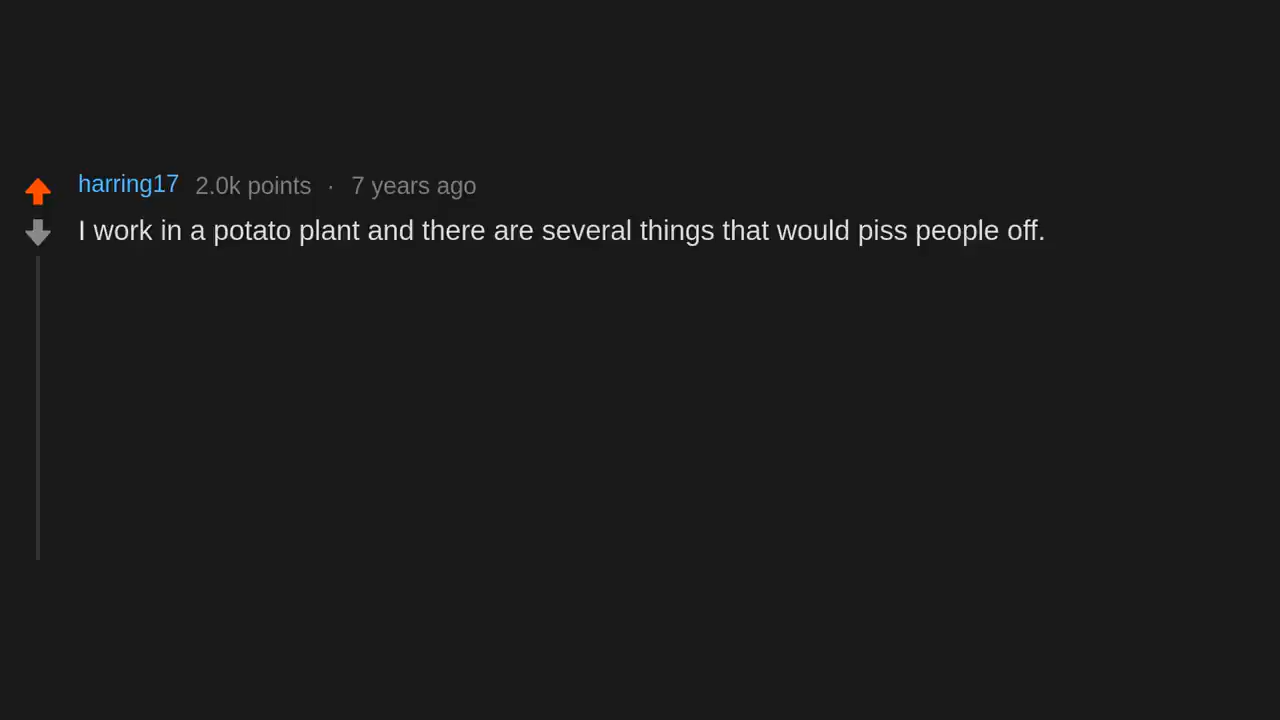 harring17 2.0k points · 7 years ago
I work in a potato plant and there are several things that would piss people off.